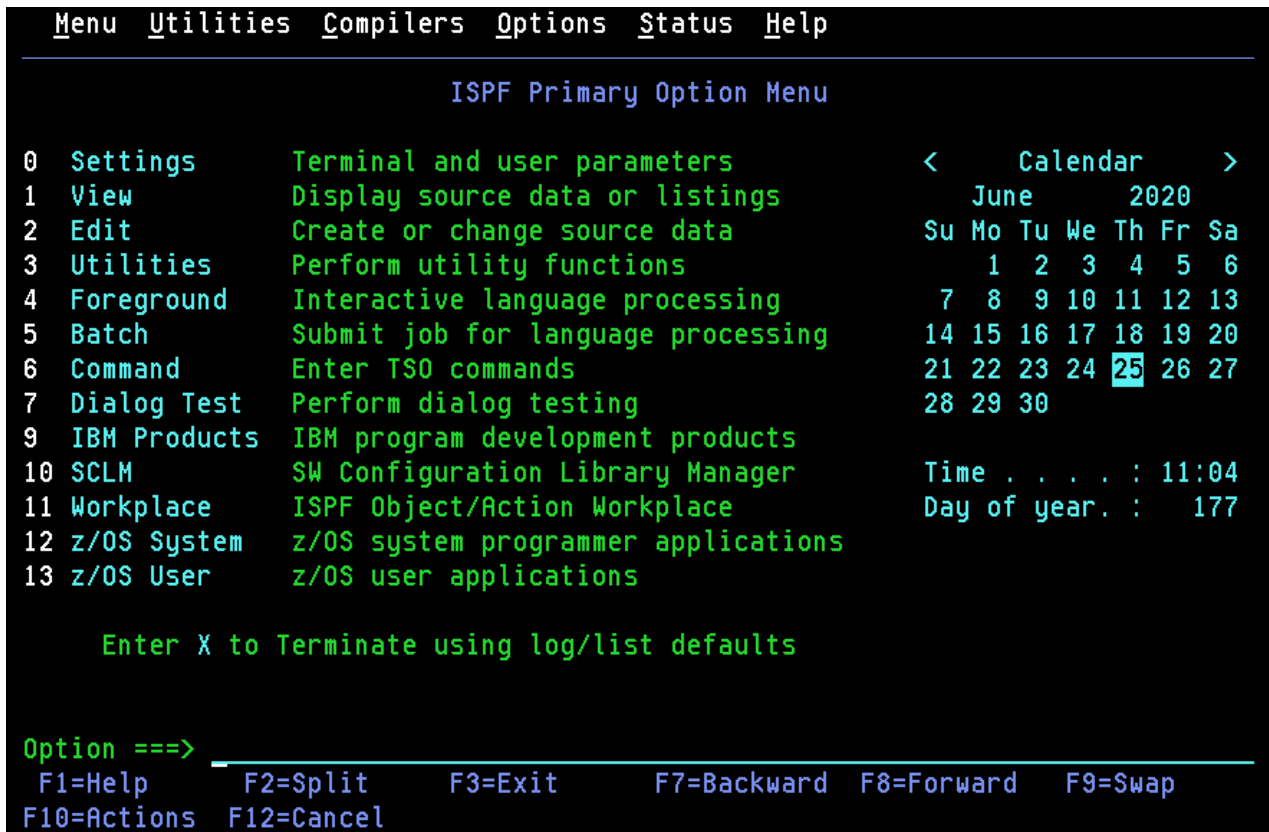 Menu Utilities Compilers Options Status Help
ISPF Primary Option Menu
0 Settings Terminal and user parameters < Calendar >
1 View Display source data or listings June 2020
2 Edit Create or change source data Su Mo Tu We Th Fr Sa
3 Utilities Perform utility functions 1 2 3 4 5 6
4 Foreground Interactive language processing 7 8 9 10 11 12 13
5 Batch Submit job for language processing 14 15 16 17 18 19 20
6 Command Enter TSO commands 21 22 23 24 25 26 27
7 Dialog Test Perform dialog testing 28 29 30
9 IBM Products IBM program development products
10 SCLM SW Configuration Library Manager Time . . . . : 11:04
11 Workplace ISPF Object/Action Workplace Day of year. : 177
12 z/OS System z/OS system programmer applications
13 z/OS User z/OS user applications
Enter X to Terminate using log/list defaults
Option ===>
F1=Help F2=Split F3=Exit F7=Backward F8=Forward F9=Swap
F10=Actions F12=Cancel